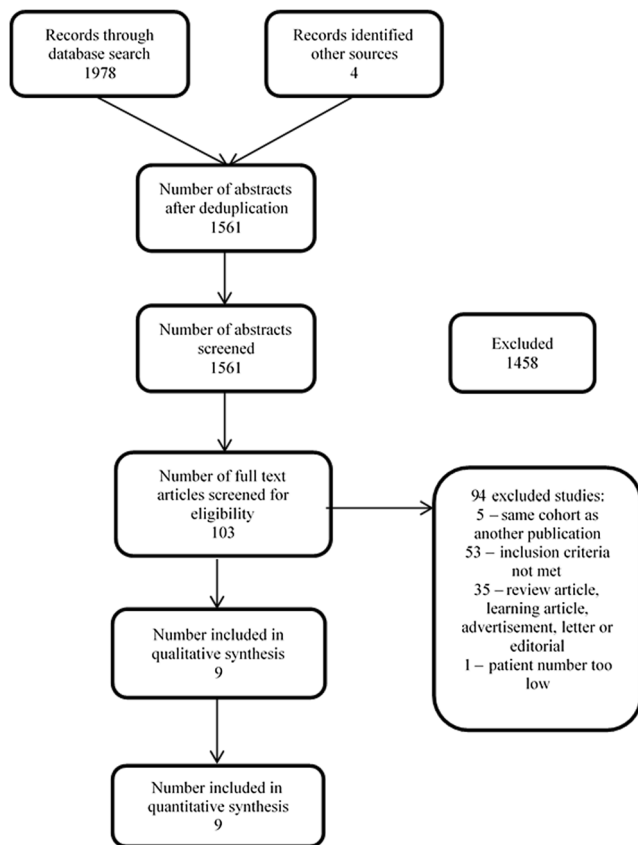 Records through
database search
1978
Records identified
other sources
4
Number of abstracts
after deduplication
1561
Number of abstracts
screened
1561
Excluded
1458
Number of full text
articles screened for
eligibility
103
94 excluded studies:
5 – same cohort as
another publication
53 – inclusion criteria
not met
35 – review article,
learning article,
advertisement, letter or
editorial
1 – patient number too
low
Number included in
qualitative synthesis
9
Number included in
quantitative synthesis
9